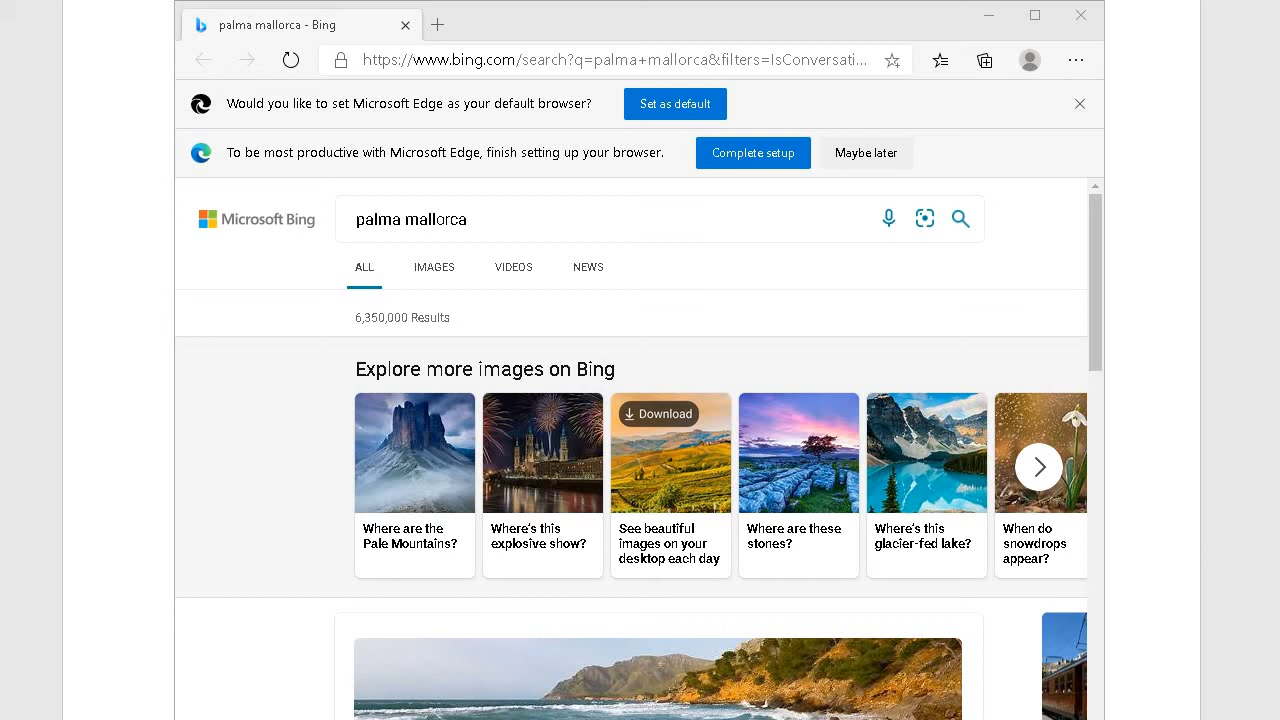 palma mallorca - Bing
https://www.bing.com/search?q=palma+mallorca&filters=IsConversati...
Would you like to set Microsoft Edge as your default browser?
Set as default
To be most productive with Microsoft Edge, finish setting up your browser.
Complete setup
Maybe later
Microsoft Bing
palma mallorca
ALL
IMAGES
VIDEOS
NEWS
6,350,000 Results
Explore more images on Bing
Download
Where are the
Pale Mountains?
Where's this
explosive show?
See beautiful
images on your
desktop each day
Where are these
stones?
Where's this
glacier-fed lake?
When do
snowdrops
appear?